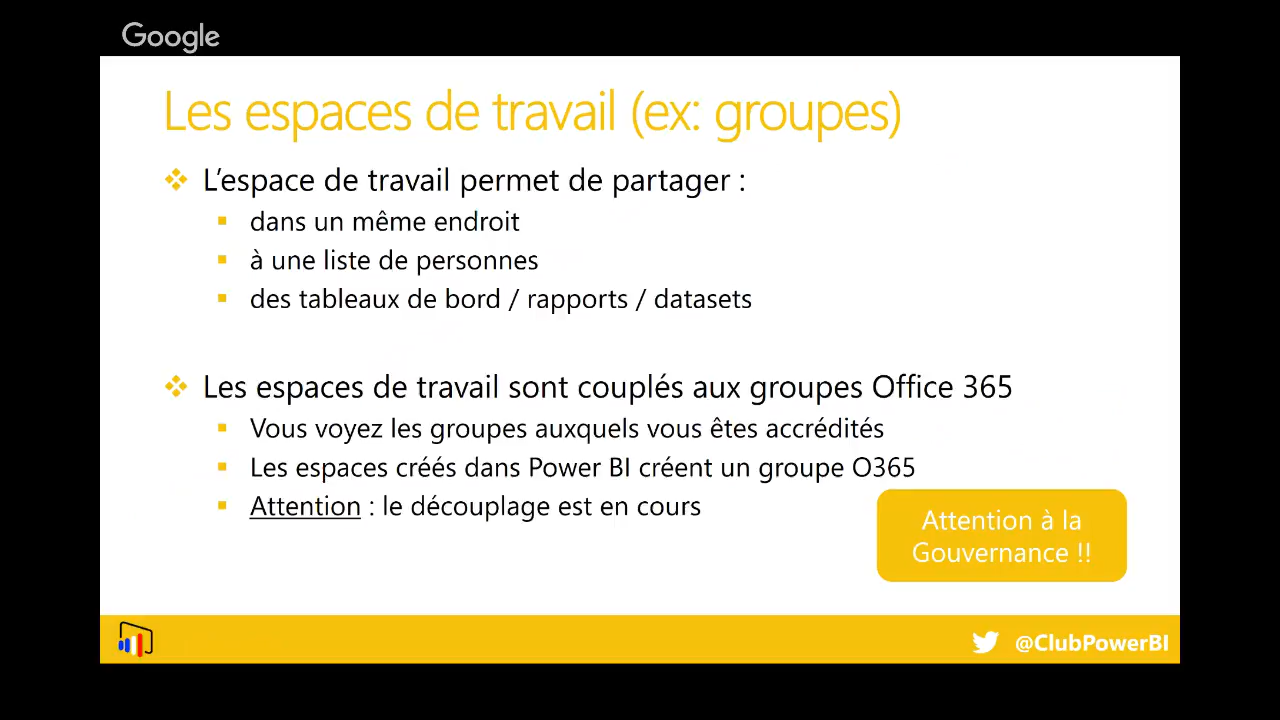 Google
Les espaces de travail (ex: groupes)
L'espace de travail permet de partager :
dans un même endroit
à une liste de personnes
des tableaux de bord / rapports / datasets
Les espaces de travail sont couplés aux groupes Office 365
Vous voyez les groupes auxquels vous êtes accrédités
Les espaces créés dans Power BI créent un groupe O365
Attention : le découplage est en cours
Attention à la
Gouvernance !!
@ClubPowerBI